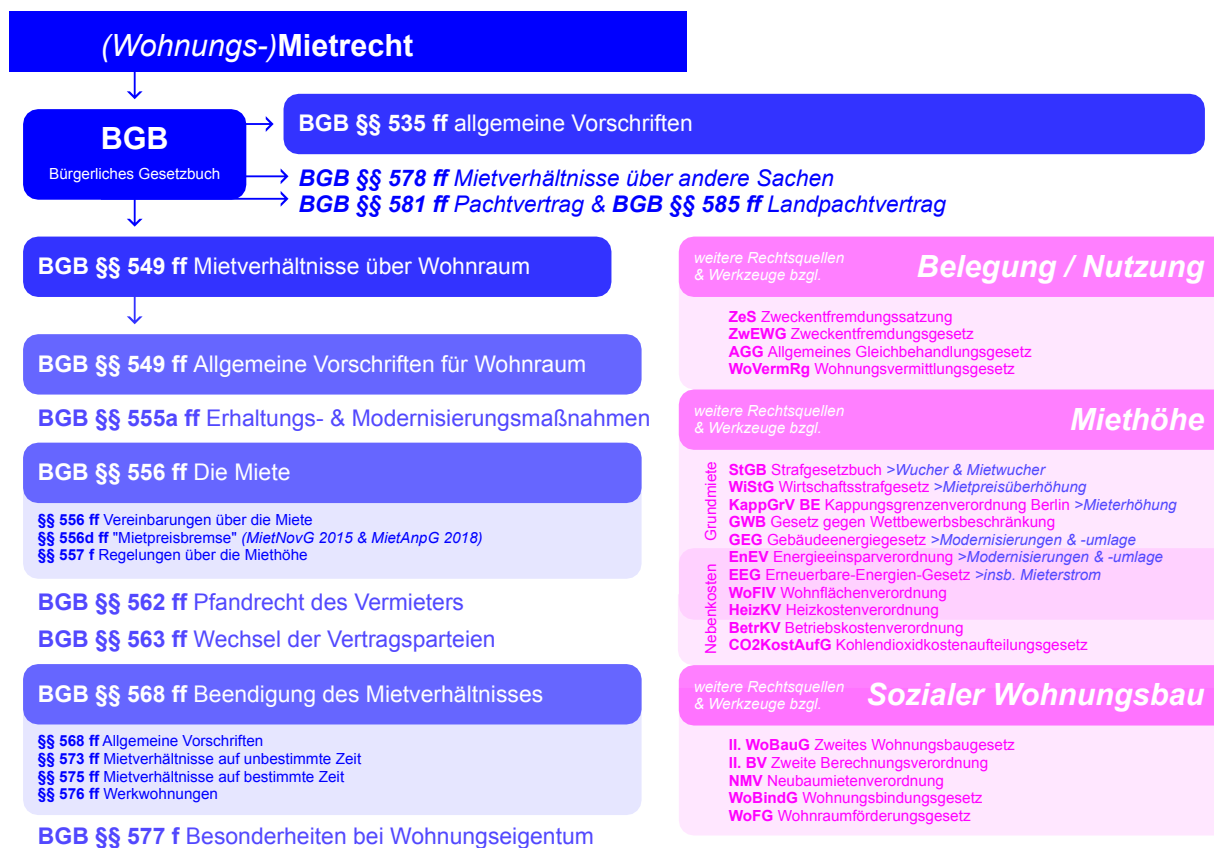 (Wohnungs-)Mietrecht
BGB
Bürgerliches Gesetzbuch
BGB §§ 535 ff allgemeine Vorschriften
BGB §§ 578 ff Mietverhältnisse über andere Sachen
BGB §§ 581 ff Pachtvertrag & BGB §§ 585 ff Landpachtvertrag
BGB §§ 549 ff Mietverhältnisse über Wohnraum
BGB §§ 549 ff Allgemeine Vorschriften für Wohnraum
BGB §§ 555a ff Erhaltungs- & Modernisierungsmaßnahmen
BGB §§ 556 ff Die Miete
§§ 556 ff Vereinbarungen über die Miete
§§ 556d ff "Mietpreisbremse" (MietNovG 2015 & MietAnpG 2018)
§§ 557 f Regelungen über die Miethöhe
BGB §§ 562 ff Pfandrecht des Vermieters
BGB §§ 563 ff Wechsel der Vertragsparteien
BGB §§ 568 ff Beendigung des Mietverhältnisses
§§ 568 ff Allgemeine Vorschriften
§§ 573 ff Mietverhältnisse auf unbestimmte Zeit
§§ 575 ff Mietverhältnisse auf bestimmte Zeit
§§ 576 ff Werkwohnungen
BGB §§ 577 f Besonderheiten bei Wohnungseigentum
weitere Rechtsquellen
& Werkzeuge bzgl.
Belegung / Nutzung
ZeS Zweckentfremdungssatzung
ZwEWG Zweckentfremdungsgesetz
AGG Allgemeines Gleichbehandlungsgesetz
WoVermRg Wohnungsvermittlungsgesetz
weitere Rechtsquellen
& Werkzeuge bzgl.
Miethöhe
Grundmiete
StGB Strafgesetzbuch >Wucher & Mietwucher
WiStG Wirtschaftsstrafgesetz >Mietpreisüberhöhung
KappGrV BE Kappungsgrenzenverordnung Berlin >Mieterhöhung
GWB Gesetz gegen Wettbewerbsbeschränkung
GEG Gebäudeenergiegesetz >Modernisierungen & -umlage
EnEV Energieeinsparverordnung >Modernisierungen & -umlage
EEG Erneuerbare-Energien-Gesetz >insb. Mieterstrom
WoFlV Wohnflächenverordnung
HeizKV Heizkostenverordnung
BetrKV Betriebskostenverordnung
CO2KostAufG Kohlendioxidkostenaufteilungsgesetz
Nebenkosten
weitere Rechtsquellen
& Werkzeuge bzgl.
Sozialer Wohnungsbau
II. WoBauG Zweites Wohnungsbaugesetz
II. BV Zweite Berechnungsverordnung
NMV Neubaumietenverordnung
WoBindG Wohnungsbindungsgesetz
WoFG Wohnraumförderungsgesetz